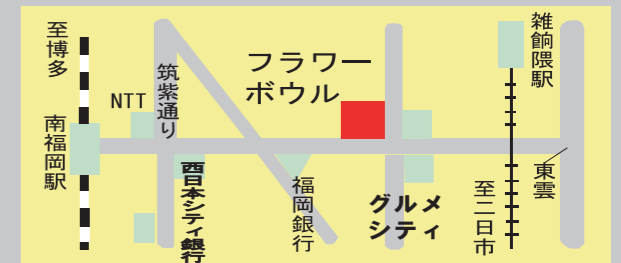 至博多
南福岡駅
NTT
筑紫通り
西日本シティ銀行
フラワー
ボウル
福岡銀行
グルメ
シティ
雑餉隈駅
至二日市
東雲